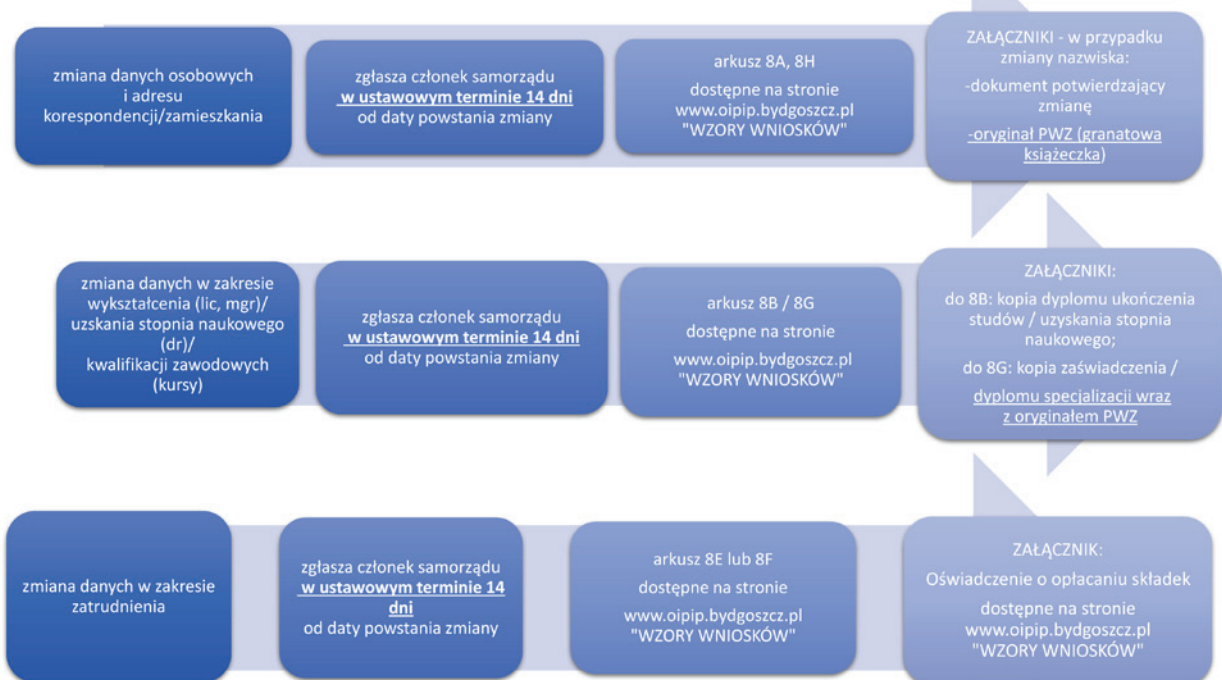 zmiana danych osobowych
i adresu
korespondencji/zamieszkania
zgłasza członek samorządu
w ustawowym terminie 14 dni
od daty powstania zmiany
arkusz 8A, 8H
dostępne na stronie
www.oipip.bydgoszcz.pl
"WZORY WNIOSKÓW"
ZAŁĄCZNIKI - w przypadku
zmiany nazwiska:
-dokument potwierdzający
zmianę
-oryginał PWZ (granatowa
książeczka)
zmiana danych w zakresie
wykształcenia (lic, mgr)/
uzskania stopnia naukowego
(dr)/
kwalifikacji zawodowych
(kursy)
zgłasza członek samorządu
w ustawowym terminie 14 dni
od daty powstania zmiany
arkusz 8B / 8G
dostępne na stronie
www.oipip.bydgoszcz.pl
"WZORY WNIOSKÓW"
ZAŁĄCZNIKI:
do 8B: kopia dyplomu ukończenia
studów / uzyskania stopnia
naukowego;
do 8G: kopia zaświadczenia /
dyplomu specjalizacji wraz
z oryginałem PWZ
zmiana danych w zakresie
zatrudnienia
zgłasza członek samorządu
w ustawowym terminie 14
dni
od daty powstania zmiany
arkusz 8E lub 8F
dostępne na stronie
www.oipip.bydgoszcz.pl
"WZORY WNIOSKÓW"
ZAŁĄCZNIK:
Oświadczenie o opłacaniu składek
dostępne na stronie
www.oipip.bydgoszcz.pl
"WZORY WNIOSKÓW"